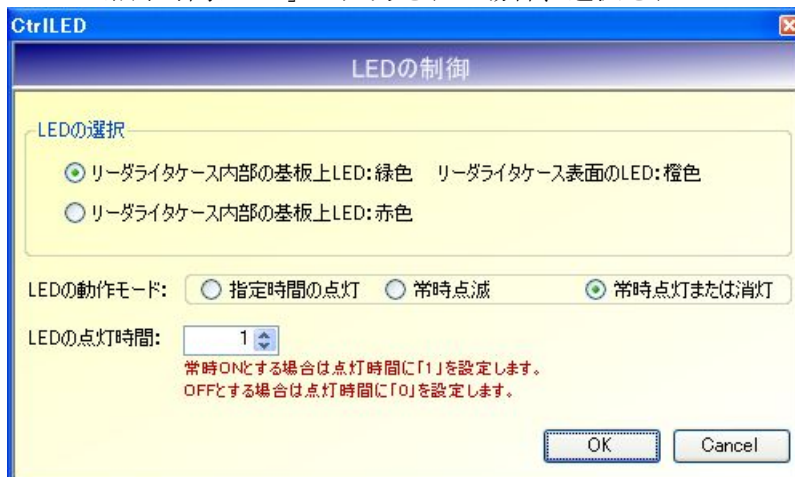 CtrlLED
LEDの制御
LEDの選択
リーダライタケース内部の基板上LED:緑色 リーダライタケース表面のLED:橙色
リーダライタケース内部の基板上LED:赤色
LEDの動作モード: 指定時間の点灯 常時点滅 常時点灯または消灯
LEDの点灯時間: 1
常時ONとする場合は点灯時間に「1」を設定します。
OFFとする場合は点灯時間に「0」を設定します。
OK Cancel